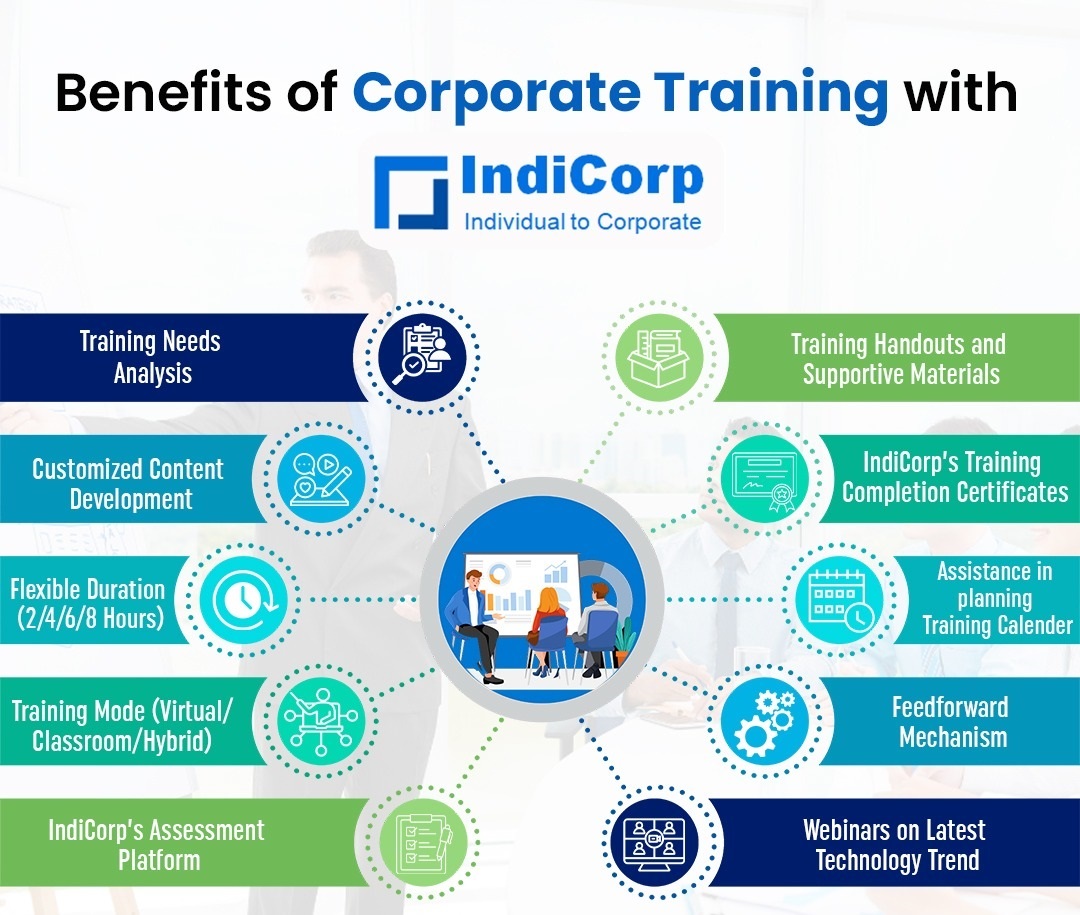 Benefits of Corporate Training with
IndiCorp
Individual to Corporate
Training Needs
Analysis
Customized Content
Development
Flexible Duration
(2/4/6/8 Hours)
Training Mode (Virtual/
Classroom/Hybrid)
IndiCorp's Assessment
Platform
Training Handouts and
Supportive Materials
IndiCorp's Training
Completion Certificates
Assistance in
planning
Training Calender
Feedforward
Mechanism
Webinars on Latest
Technology Trend